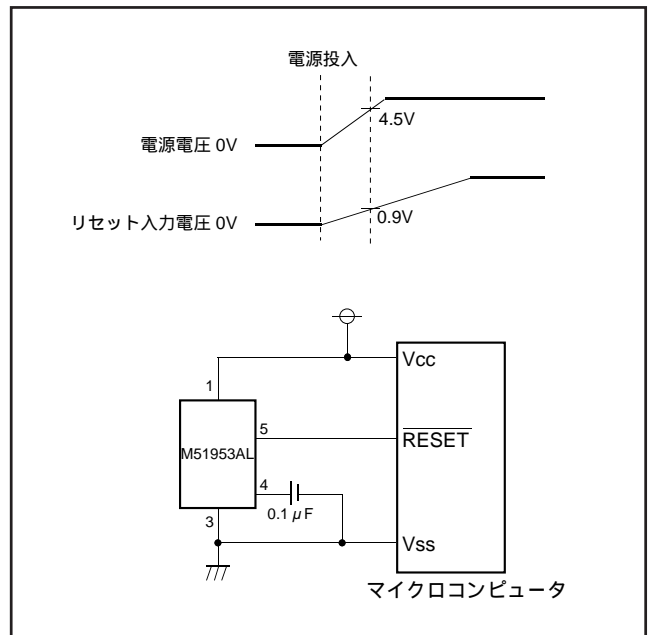 電源投入
4.5V
電源電圧 0V
リセット入力電圧 0V
0.9V
Vcc
1
5
RESET
M51953AL
4
0.1 μF
3
Vss
マイクロコンピュータ